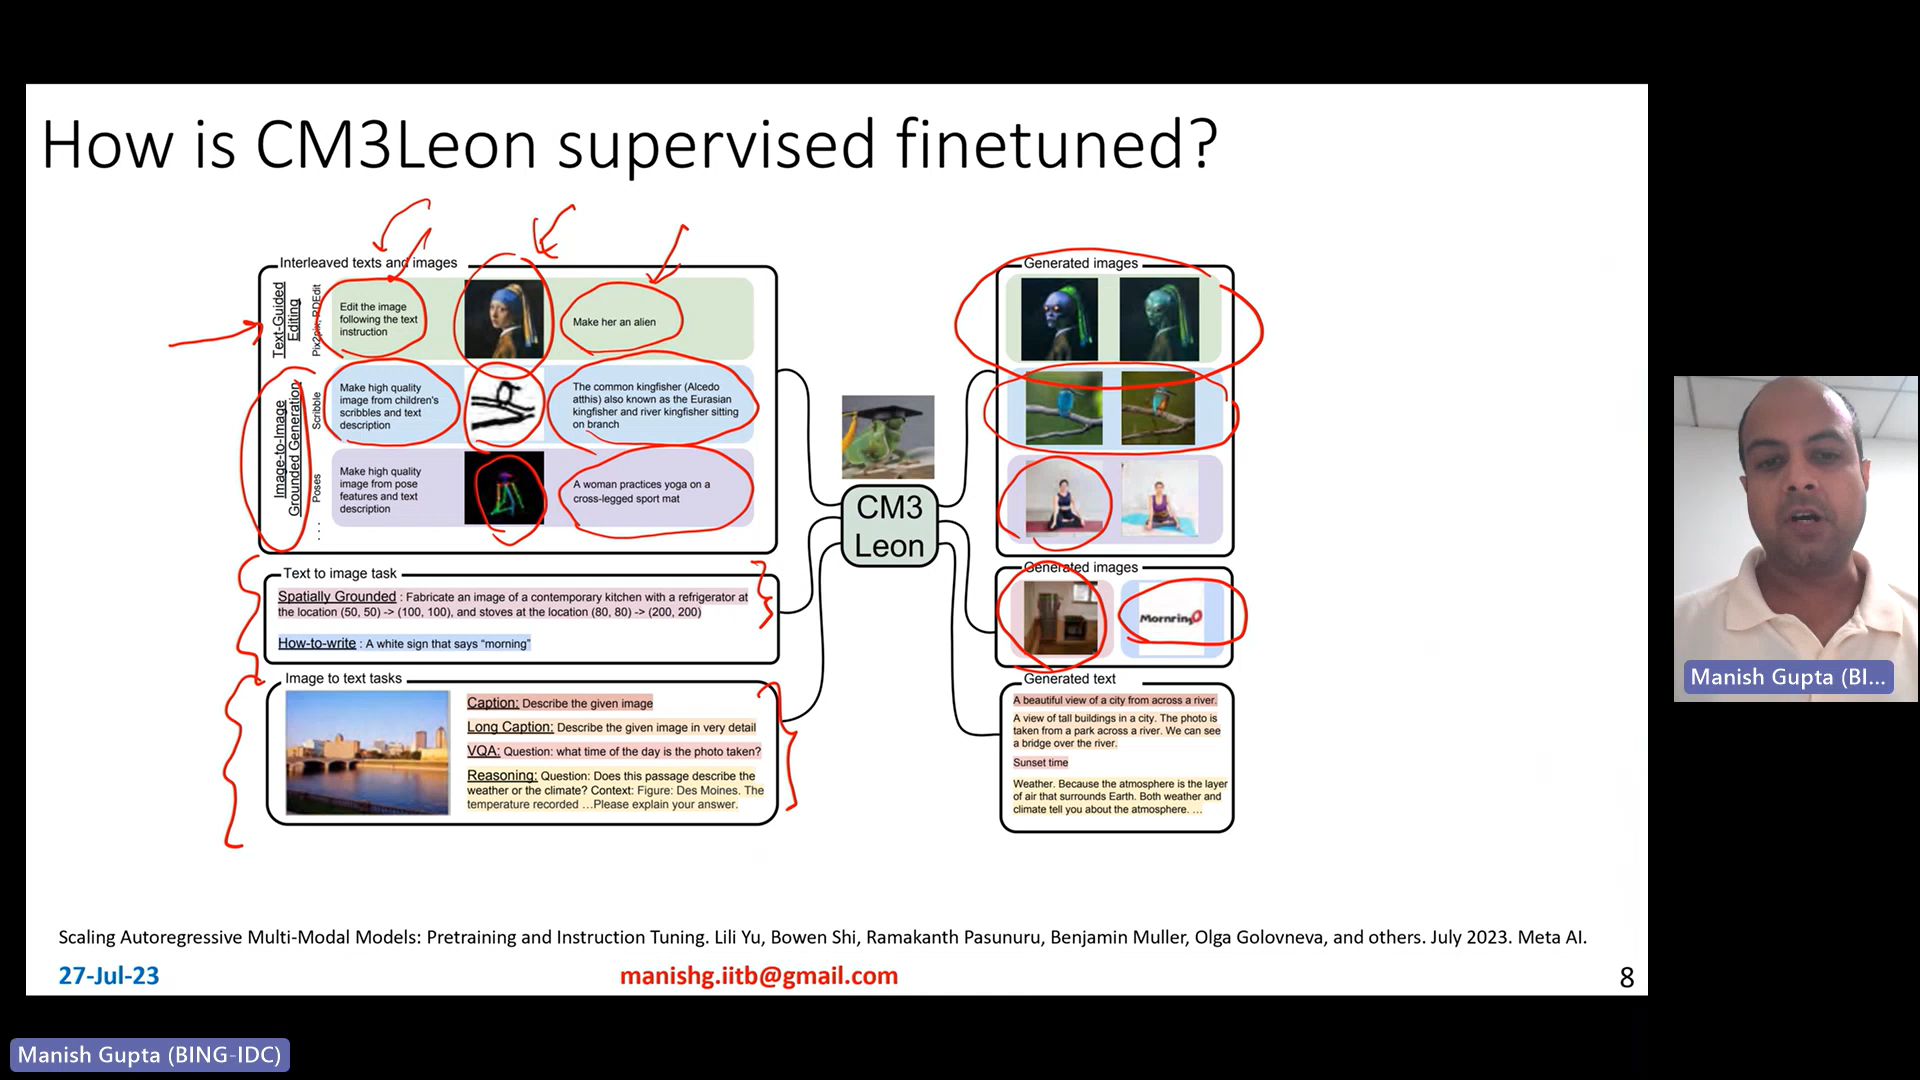 How is CM3Leon supervised finetuned?
Interleaved texts and images
Text-Guided
Editing
Pix2pix, PDEdit
Edit the image
following the text
instruction
Make her an alien
Image-to-Image
Grounded Generation
Scribble
Make high quality
image from children's
scribbles and text
description
The common kingfisher (Alcedo
atthis) also known as the Eurasian
kingfisher and river kingfisher sitting
on branch
Poses
Make high quality
image from pose
features and text
description
A woman practices yoga on a
cross-legged sport mat
. . .
Text to image task
Spatially Grounded : Fabricate an image of a contemporary kitchen with a refrigerator at
the location (50, 50) -> (100, 100), and stoves at the location (80, 80) -> (200, 200)
How-to-write : A white sign that says “morning”
Image to text tasks
Caption: Describe the given image
Long Caption: Describe the given image in very detail
VQA: Question: what time of the day is the photo taken?
Reasoning: Question: Does this passage describe the
weather or the climate? Context: Figure: Des Moines. The
temperature recorded …Please explain your answer.
CM3
Leon
Generated images
Generated images
Mornring
Generated text
A beautiful view of a city from across a river.
A view of tall buildings in a city. The photo is
taken from a park across a river. We can see
a bridge over the river.
Sunset time
Weather. Because the atmosphere is the layer
of air that surrounds Earth. Both weather and
climate tell you about the atmosphere. …
Scaling Autoregressive Multi-Modal Models: Pretraining and Instruction Tuning. Lili Yu, Bowen Shi, Ramakanth Pasunuru, Benjamin Muller, Olga Golovneva, and others. July 2023. Meta AI.
27-Jul-23
manishg.iitb@gmail.com
8
Manish Gupta (BI...
Manish Gupta (BING-IDC)